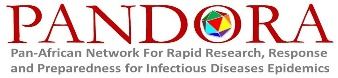 PANDORA
Pan-African Network For Rapid Research, Response
and Preparedness for Infectious Diseases Epidemics